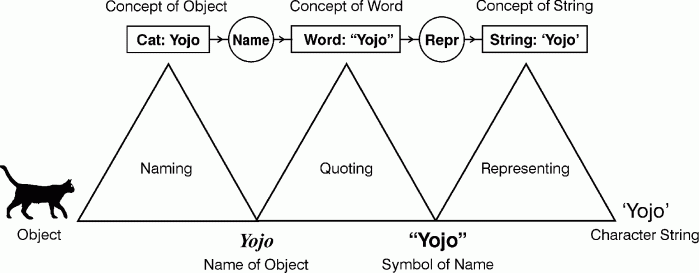 Concept of Object Concept of Word Concept of String
Cat: Yojo Name Word: “Yojo” Repr String: ‘Yojo’
Naming Quoting Representing
‘Yojo’
Object Yojo “Yojo” Character String
Name of Object Symbol of Name